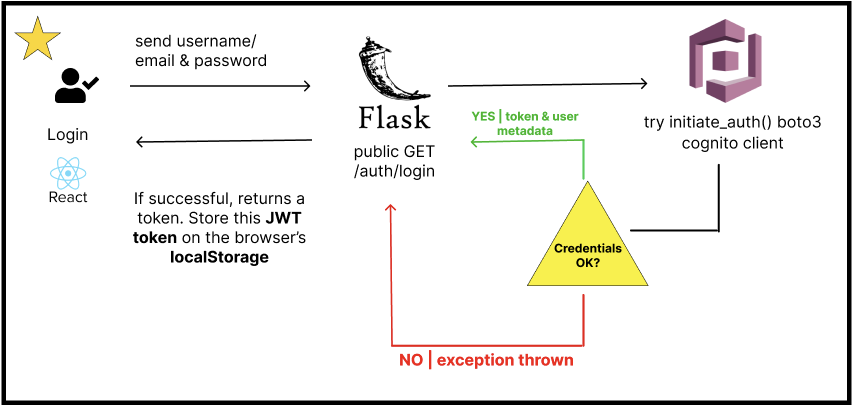 send username/
email & password
Login
React
If successful, returns a
token. Store this JWT
token on the browser's
localStorage
Flask
public GET
/auth/login
YES | token & user
metadata
try initiate_auth() boto3
cognito client
Credentials
OK?
NO | exception thrown